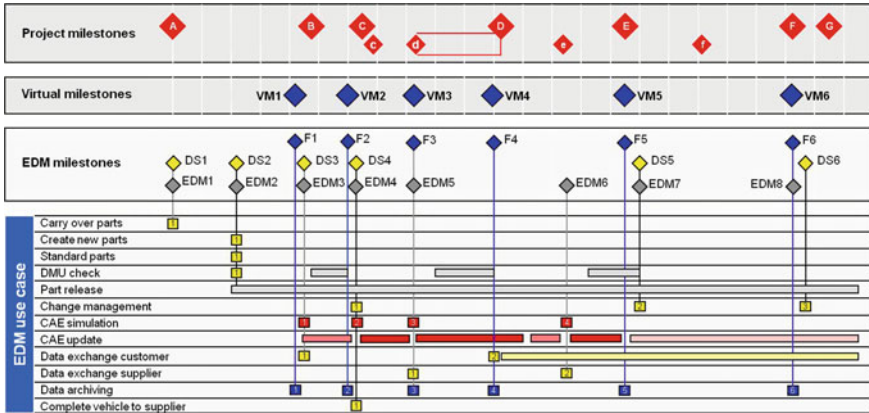 Project milestones A B C c d D e E f F G
Virtual milestones VM1 VM2 VM3 VM4 VM5 VM6
F1 F2 F3 F4 F5 F6
EDM milestones DS1 DS2 DS3 DS4 DS5 DS6
EDM1 EDM2 EDM3 EDM4 EDM5 EDM6 EDM7 EDM8
EDM use case
Carry over parts 1
Create new parts 1
Standard parts 1
DMU check 1
Part release
Change management 1 2 3
CAE simulation 1 2 3 4
CAE update
Data exchange customer 1 2
Data exchange supplier 1 2
Data archiving 1 2 3 4 5 6
Complete vehicle to supplier 1